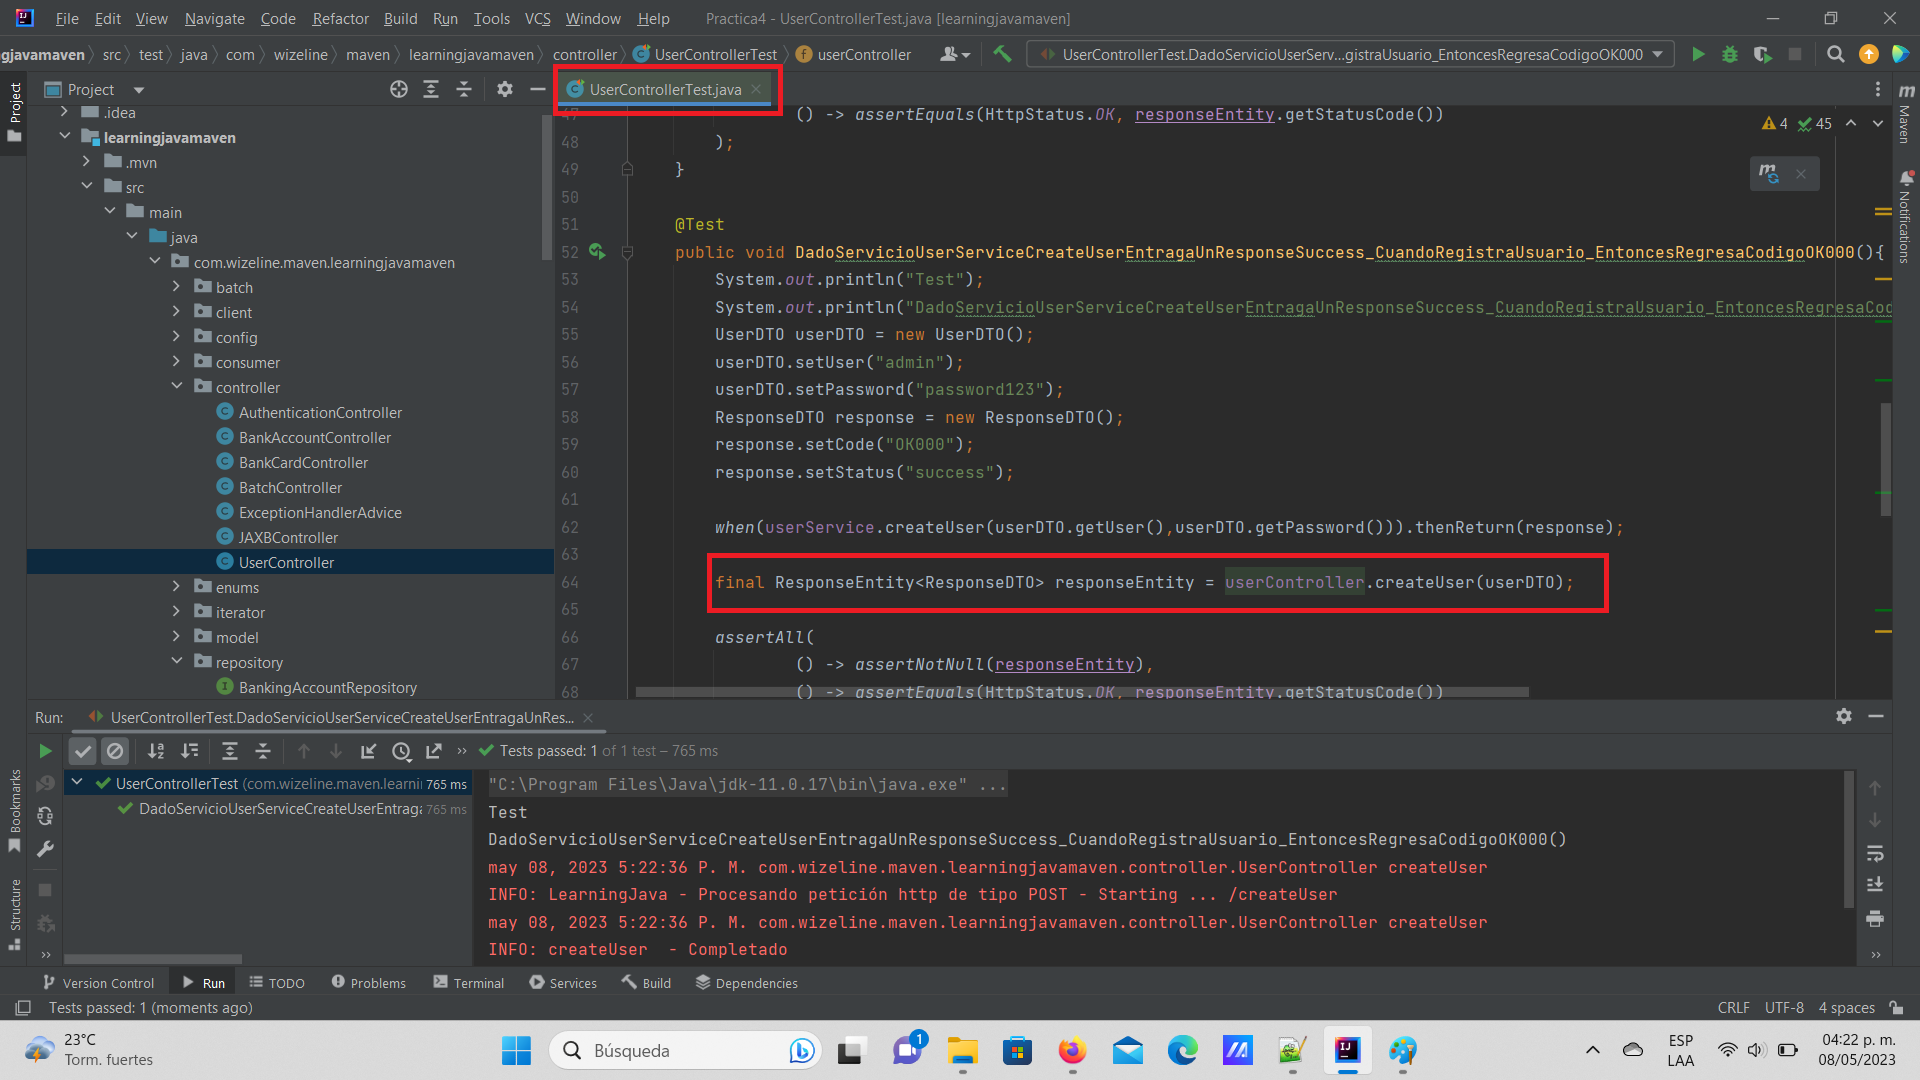 File Edit View Navigate Code Refactor Build Run Tools VCS Window Help Practica4 - UserControllerTest.java [learningjavamaven]
gjavamaven src test java com wizeline maven learningjavamaven controller UserControllerTest userController UserControllerTest.DadoServicioUserServ...gistraUsuario_EntoncesRegresaCodigoOK000
Project
UserControllerTest.java
.idea
learningjavamaven
.mvn
src
main
java
com.wizeline.maven.learningjavamaven
batch
client
config
consumer
controller
AuthenticationController
BankAccountController
BankCardController
BatchController
ExceptionHandlerAdvice
JAXBController
UserController
enums
iterator
model
repository
BankingAccountRepository
Project
Bookmarks
Structure
Maven
Notifications
4 45
47 () -> assertEquals(HttpStatus.OK, responseEntity.getStatusCode())
48 );
49 }
50
51 @Test
52 public void DadoServicioUserServiceCreateUserEntragaUnResponseSuccess_CuandoRegistraUsuario_EntoncesRegresaCodigoOK000(){
53 System.out.println("Test");
54 System.out.println("DadoServicioUserServiceCreateUserEntragaUnResponseSuccess_CuandoRegistraUsuario_EntoncesRegresaCod
55 UserDTO userDTO = new UserDTO();
56 userDTO.setUser("admin");
57 userDTO.setPassword("password123");
58 ResponseDTO response = new ResponseDTO();
59 response.setCode("OK000");
60 response.setStatus("success");
61
62 when(userService.createUser(userDTO.getUser(),userDTO.getPassword())).thenReturn(response);
63
64 final ResponseEntity<ResponseDTO> responseEntity = userController.createUser(userDTO);
65
66 assertAll(
67 () -> assertNotNull(responseEntity),
68 () -> assertEquals(HttpStatus.OK, responseEntity.getStatusCode())
Run: UserControllerTest.DadoServicioUserServiceCreateUserEntragaUnRes...
Tests passed: 1 of 1 test – 765 ms
UserControllerTest (com.wizeline.maven.learni 765 ms
DadoServicioUserServiceCreateUserEntraga 765 ms
"C:\Program Files\Java\jdk-11.0.17\bin\java.exe" ...
Test
DadoServicioUserServiceCreateUserEntragaUnResponseSuccess_CuandoRegistraUsuario_EntoncesRegresaCodigoOK000()
may 08, 2023 5:22:36 P. M. com.wizeline.maven.learningjavamaven.controller.UserController createUser
INFO: LearningJava - Procesando petición http de tipo POST - Starting ... /createUser
may 08, 2023 5:22:36 P. M. com.wizeline.maven.learningjavamaven.controller.UserController createUser
INFO: createUser  - Completado
Version Control Run TODO Problems Terminal Services Build Dependencies
Tests passed: 1 (moments ago) CRLF UTF-8 4 spaces
23°C
Torm. fuertes
Búsqueda
1
ESP
LAA
04:22 p. m.
08/05/2023